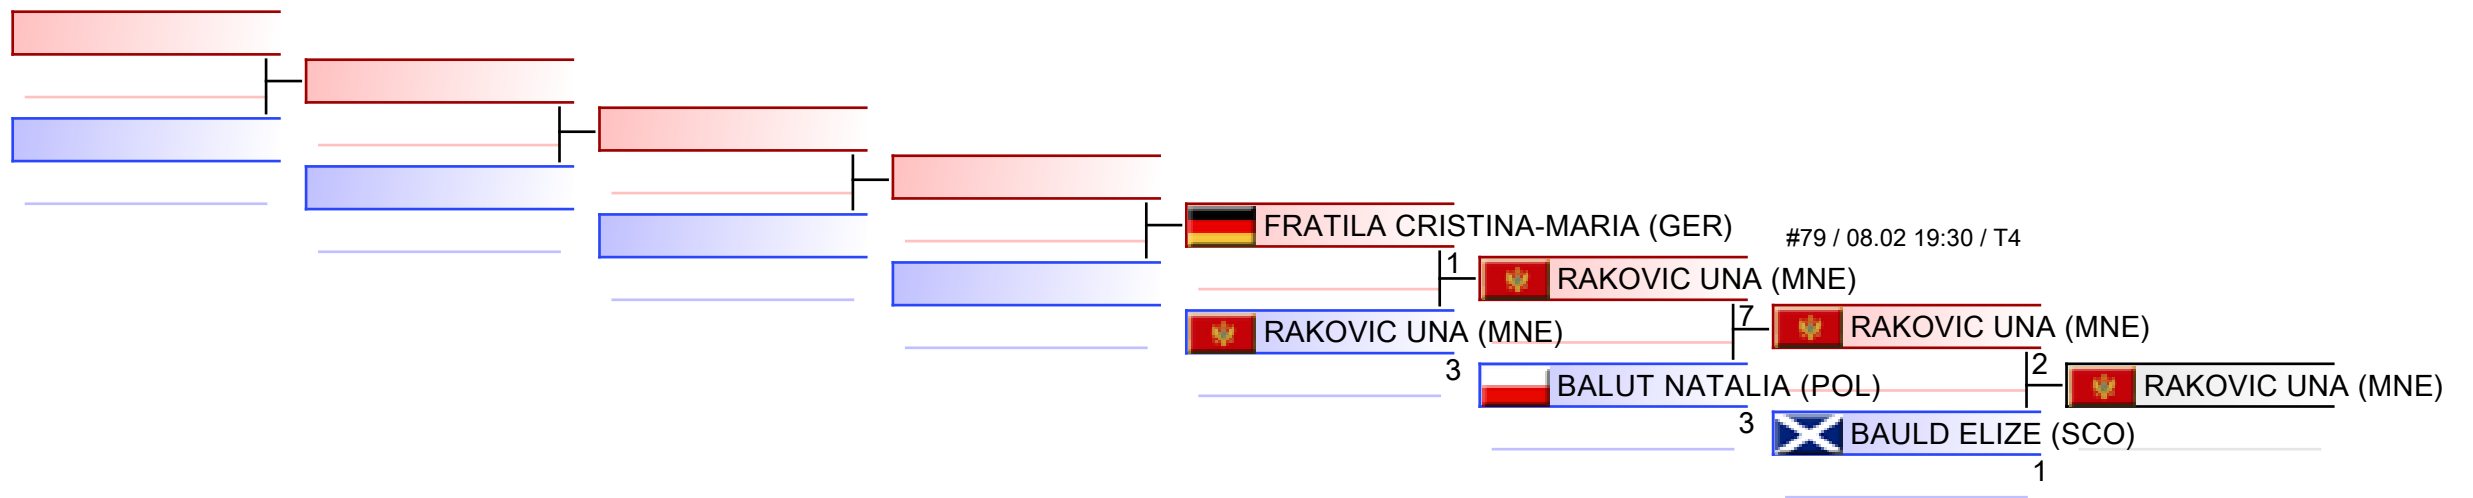 FRATILA CRISTINA-MARIA (GER)
#79 / 08.02 19:30 / T4
1
RAKOVIC UNA (MNE)
RAKOVIC UNA (MNE)
3
7
RAKOVIC UNA (MNE)
BALUT NATALIA (POL)
3
2
RAKOVIC UNA (MNE)
BAULD ELIZE (SCO)
1